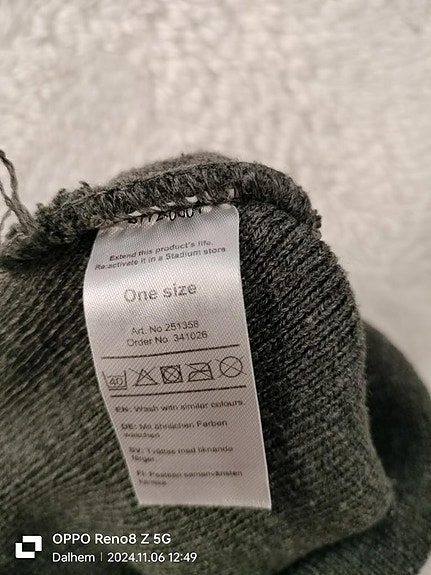 Extend this product's life.
Re:activate it in a Stadium store
One size
Art. No 251358
Order No. 341026
40
EN: Wash with similar colours.
DE: Mit ähnlichen Farben
waschen
SV: Tvättas med liknande
färger.
FI: Pestään samanväristen
kanssa
OPPO Reno8 Z 5G
Dalhem | 2024.11.06 12:49